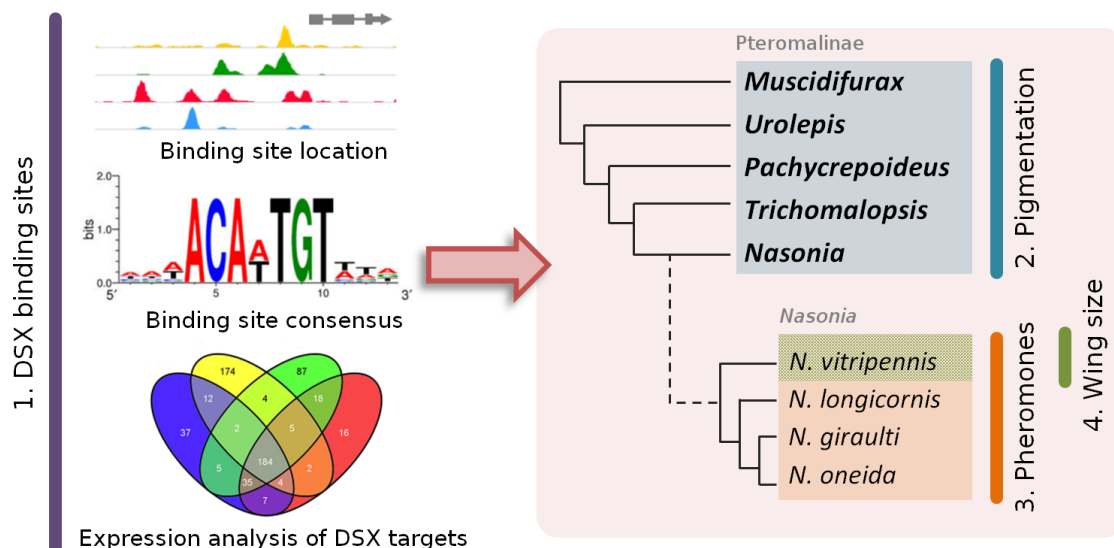 1. DSX binding sites
Binding site location
2.0
1.0
0.0
bits
ACAATTGT
5′
5
10
3′
Binding site consensus
174
87
12
4
18
37
2
5
16
184
5
35
4
2
7
Expression analysis of DSX targets
Pteromalinae
Muscidifurax
Urolepis
Pachycrepoideus
Trichomalopsis
Nasonia
2. Pigmentation
Nasonia
N. vitripennis
N. longicornis
N. giraulti
N. oneida
3. Pheromones
4. Wing size